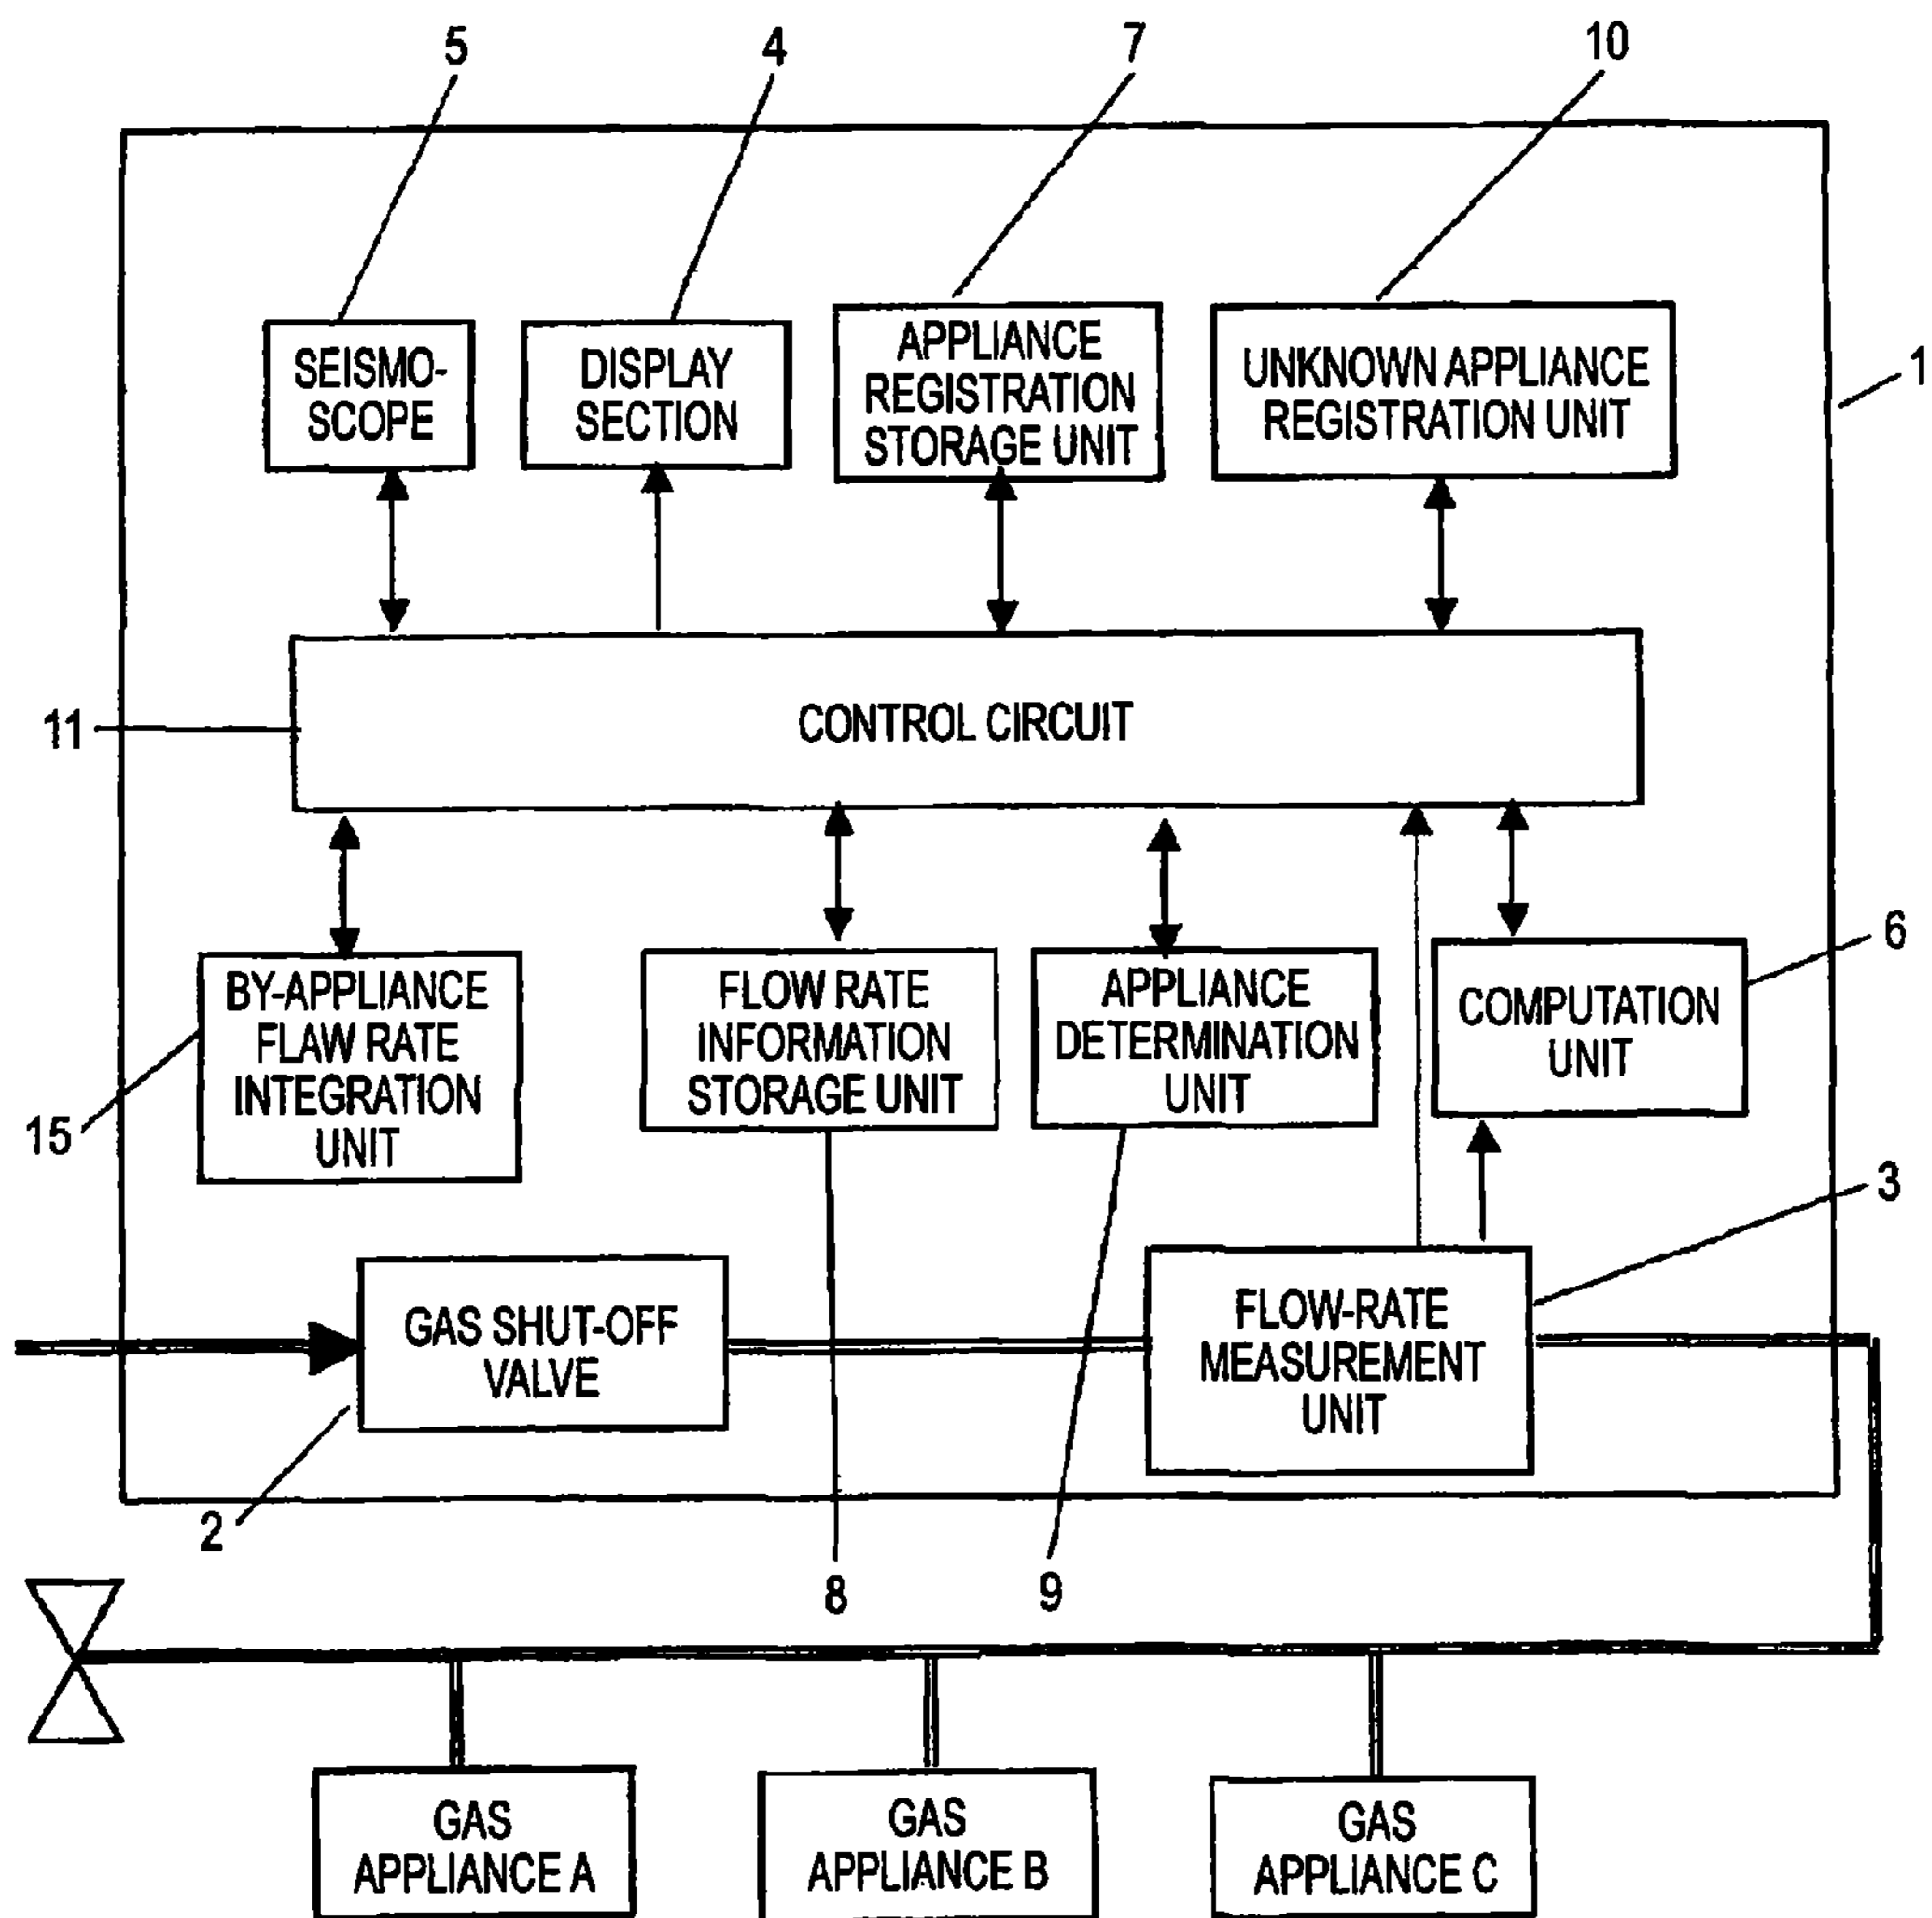 5
4
7
10
SEISMO-
SCOPE
DISPLAY
SECTION
APPLIANCE
REGISTRATION
STORAGE UNIT
UNKNOWN APPLIANCE
REGISTRATION UNIT
1
11
CONTROL CIRCUIT
BY-APPLIANCE
FLAW RATE
INTEGRATION
UNIT
FLOW RATE
INFORMATION
STORAGE UNIT
APPLIANCE
DETERMINATION
UNIT
COMPUTATION
UNIT
6
15
3
GAS SHUT-OFF
VALVE
FLOW-RATE
MEASUREMENT
UNIT
2
8
9
GAS
APPLIANCE A
GAS
APPLIANCE B
GAS
APPLIANCE C